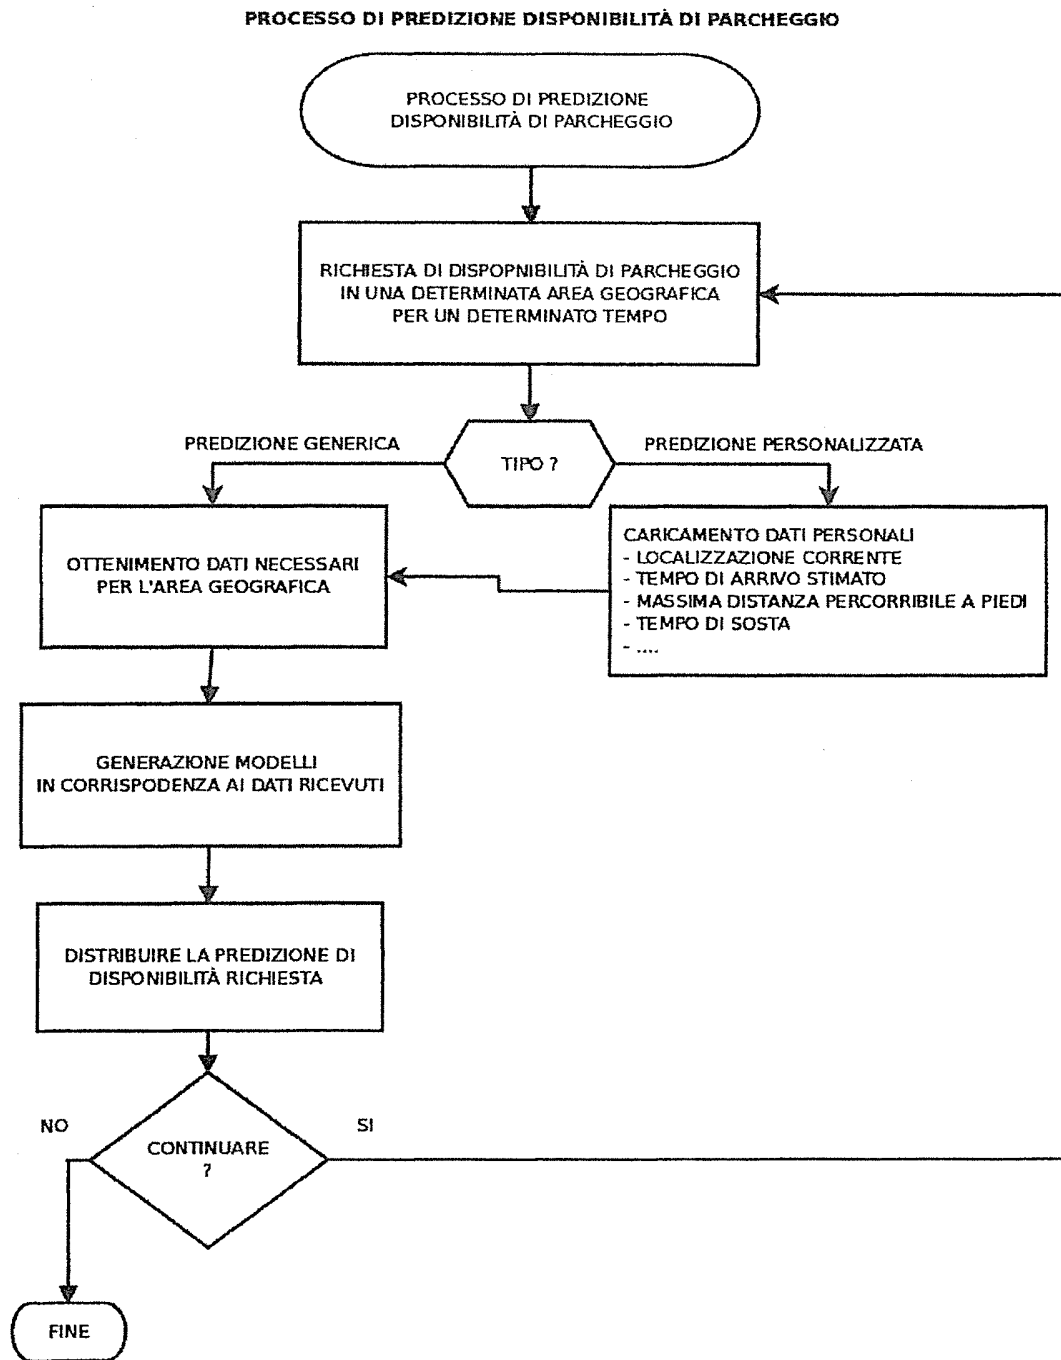 PROCESSO DI PREDIZIONE DISPONIBILITÀ DI PARCHEGGIO
PROCESSO DI PREDIZIONE
DISPONIBILITÀ DI PARCHEGGIO
RICHIESTA DI DISPOPNIBILITÀ DI PARCHEGGIO
IN UNA DETERMINATA AREA GEOGRAFICA
PER UN DETERMINATO TEMPO
PREDIZIONE GENERICA
TIPO ?
PREDIZIONE PERSONALIZZATA
OTTENIMENTO DATI NECESSARI
PER L'AREA GEOGRAFICA
CARICAMENTO DATI PERSONALI
- LOCALIZZAZIONE CORRENTE
- TEMPO DI ARRIVO STIMATO
- MASSIMA DISTANZA PERCORRIBILE A PIEDI
- TEMPO DI SOSTA
- ....
GENERAZIONE MODELLI
IN CORRISPODENZA AI DATI RICEVUTI
DISTRIBUIRE LA PREDIZIONE DI
DISPONIBILITÀ RICHIESTA
NO
SI
CONTINUARE
?
FINE